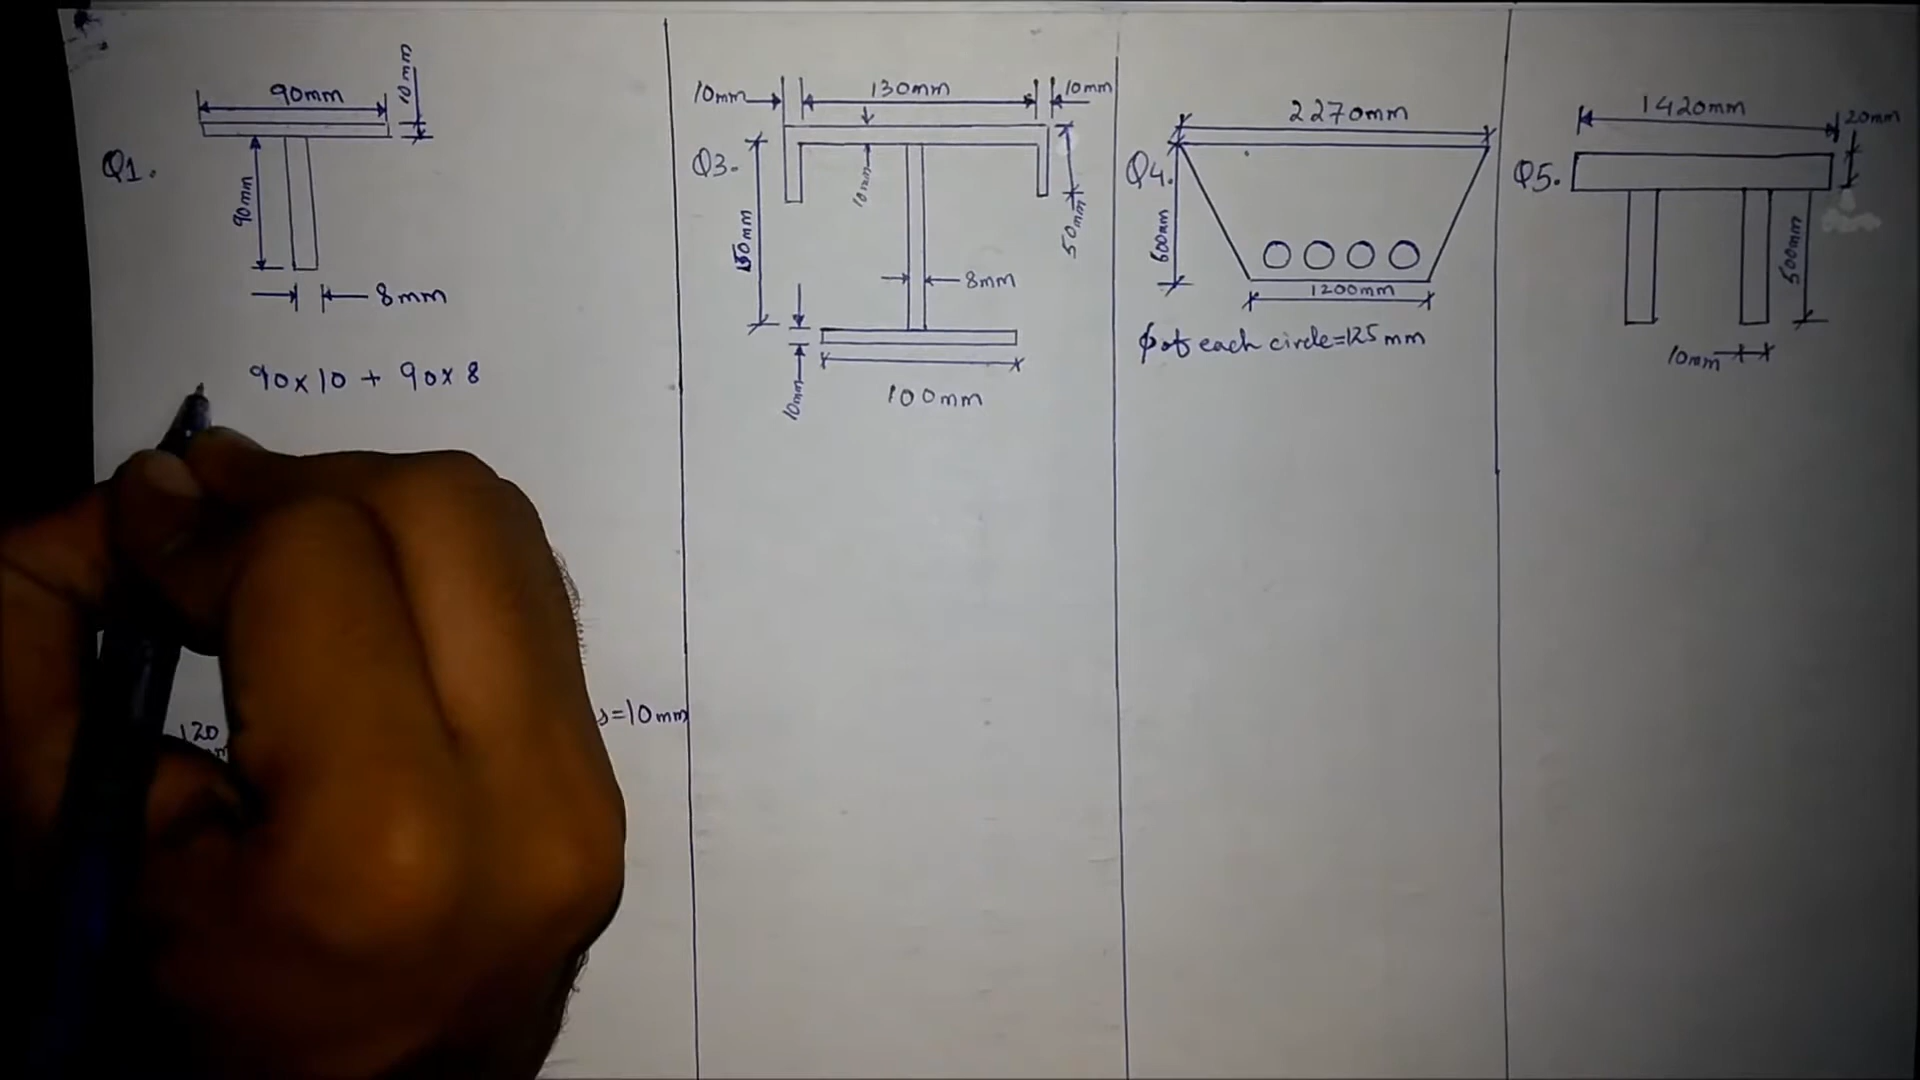 Q1.
90mm
10mm
90mm
8mm
90x10 + 90x8
120
=10mm
Q3.
10mm
130mm
10mm
10mm
150mm
50mm
8mm
10mm
100mm
Q4.
2270mm
600mm
1200mm
ϕ of each circle=125mm
Q5.
1420mm
20mm
500mm
10mm